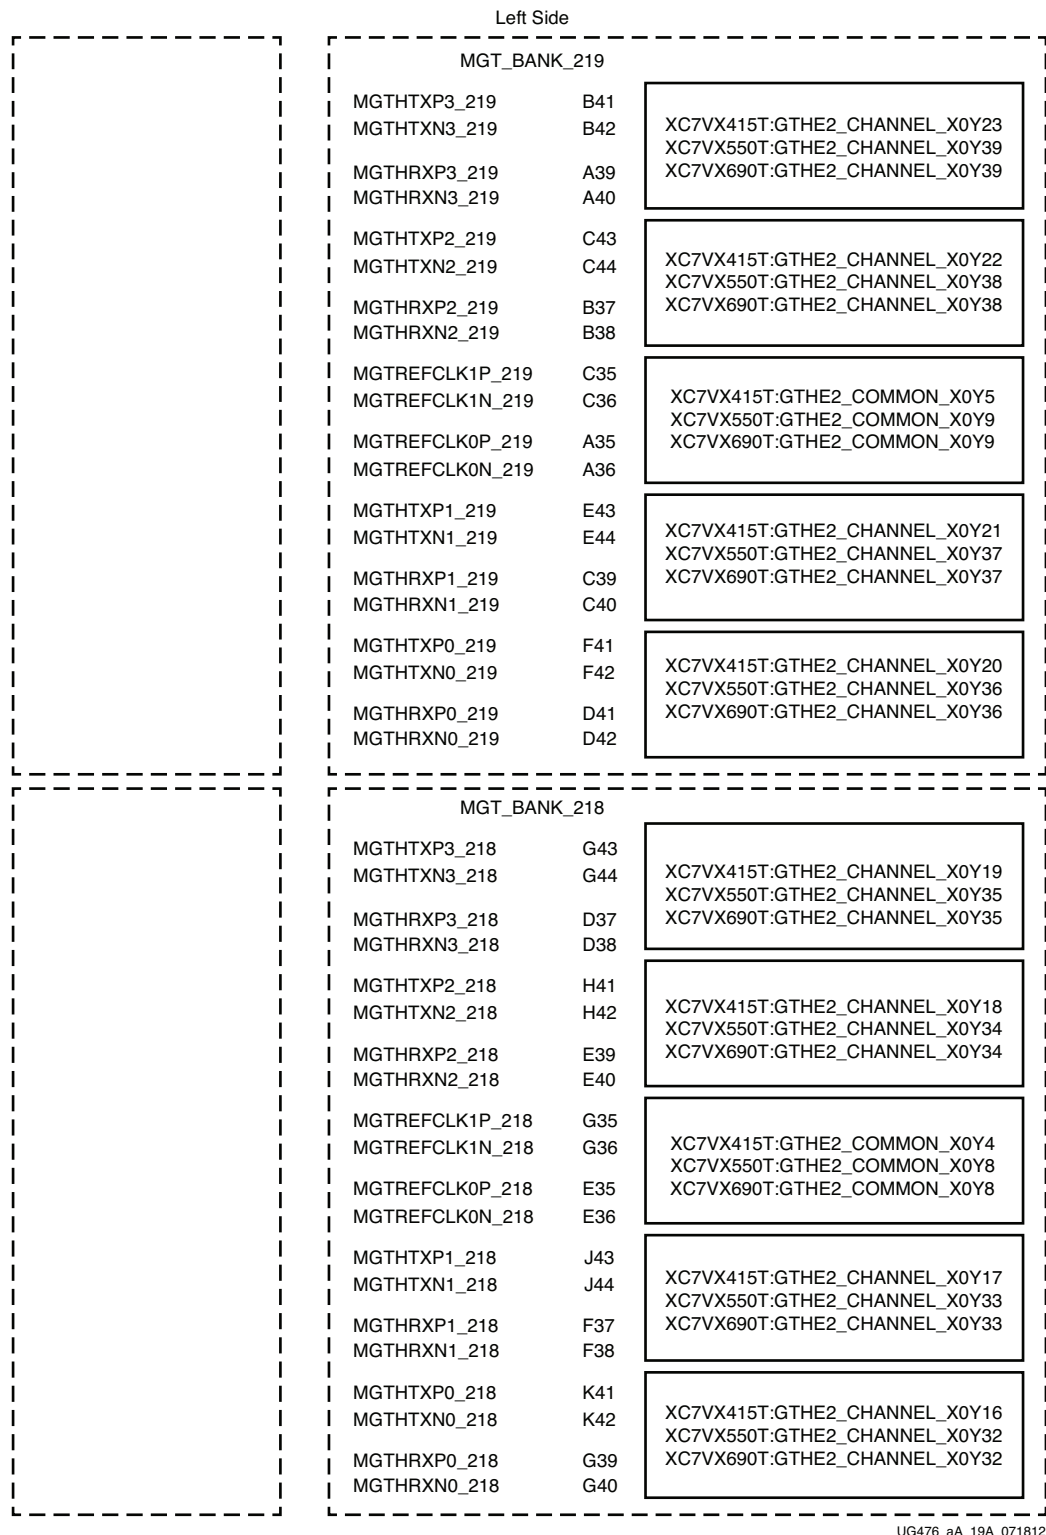 Left Side
MGT_BANK_219
MGTHTXP3_219 B41
MGTHTXN3_219 B42
MGTHRXP3_219 A39
MGTHRXN3_219 A40
XC7VX415T:GTHE2_CHANNEL_X0Y23
XC7VX550T:GTHE2_CHANNEL_X0Y39
XC7VX690T:GTHE2_CHANNEL_X0Y39
MGTHTXP2_219 C43
MGTHTXN2_219 C44
MGTHRXP2_219 B37
MGTHRXN2_219 B38
XC7VX415T:GTHE2_CHANNEL_X0Y22
XC7VX550T:GTHE2_CHANNEL_X0Y38
XC7VX690T:GTHE2_CHANNEL_X0Y38
MGTREFCLK1P_219 C35
MGTREFCLK1N_219 C36
MGTREFCLK0P_219 A35
MGTREFCLK0N_219 A36
XC7VX415T:GTHE2_COMMON_X0Y5
XC7VX550T:GTHE2_COMMON_X0Y9
XC7VX690T:GTHE2_COMMON_X0Y9
MGTHTXP1_219 E43
MGTHTXN1_219 E44
MGTHRXP1_219 C39
MGTHRXN1_219 C40
XC7VX415T:GTHE2_CHANNEL_X0Y21
XC7VX550T:GTHE2_CHANNEL_X0Y37
XC7VX690T:GTHE2_CHANNEL_X0Y37
MGTHTXP0_219 F41
MGTHTXN0_219 F42
MGTHRXP0_219 D41
MGTHRXN0_219 D42
XC7VX415T:GTHE2_CHANNEL_X0Y20
XC7VX550T:GTHE2_CHANNEL_X0Y36
XC7VX690T:GTHE2_CHANNEL_X0Y36
MGT_BANK_218
MGTHTXP3_218 G43
MGTHTXN3_218 G44
MGTHRXP3_218 D37
MGTHRXN3_218 D38
XC7VX415T:GTHE2_CHANNEL_X0Y19
XC7VX550T:GTHE2_CHANNEL_X0Y35
XC7VX690T:GTHE2_CHANNEL_X0Y35
MGTHTXP2_218 H41
MGTHTXN2_218 H42
MGTHRXP2_218 E39
MGTHRXN2_218 E40
XC7VX415T:GTHE2_CHANNEL_X0Y18
XC7VX550T:GTHE2_CHANNEL_X0Y34
XC7VX690T:GTHE2_CHANNEL_X0Y34
MGTREFCLK1P_218 G35
MGTREFCLK1N_218 G36
MGTREFCLK0P_218 E35
MGTREFCLK0N_218 E36
XC7VX415T:GTHE2_COMMON_X0Y4
XC7VX550T:GTHE2_COMMON_X0Y8
XC7VX690T:GTHE2_COMMON_X0Y8
MGTHTXP1_218 J43
MGTHTXN1_218 J44
MGTHRXP1_218 F37
MGTHRXN1_218 F38
XC7VX415T:GTHE2_CHANNEL_X0Y17
XC7VX550T:GTHE2_CHANNEL_X0Y33
XC7VX690T:GTHE2_CHANNEL_X0Y33
MGTHTXP0_218 K41
MGTHTXN0_218 K42
MGTHRXP0_218 G39
MGTHRXN0_218 G40
XC7VX415T:GTHE2_CHANNEL_X0Y16
XC7VX550T:GTHE2_CHANNEL_X0Y32
XC7VX690T:GTHE2_CHANNEL_X0Y32
UG476_aA_19A_071812